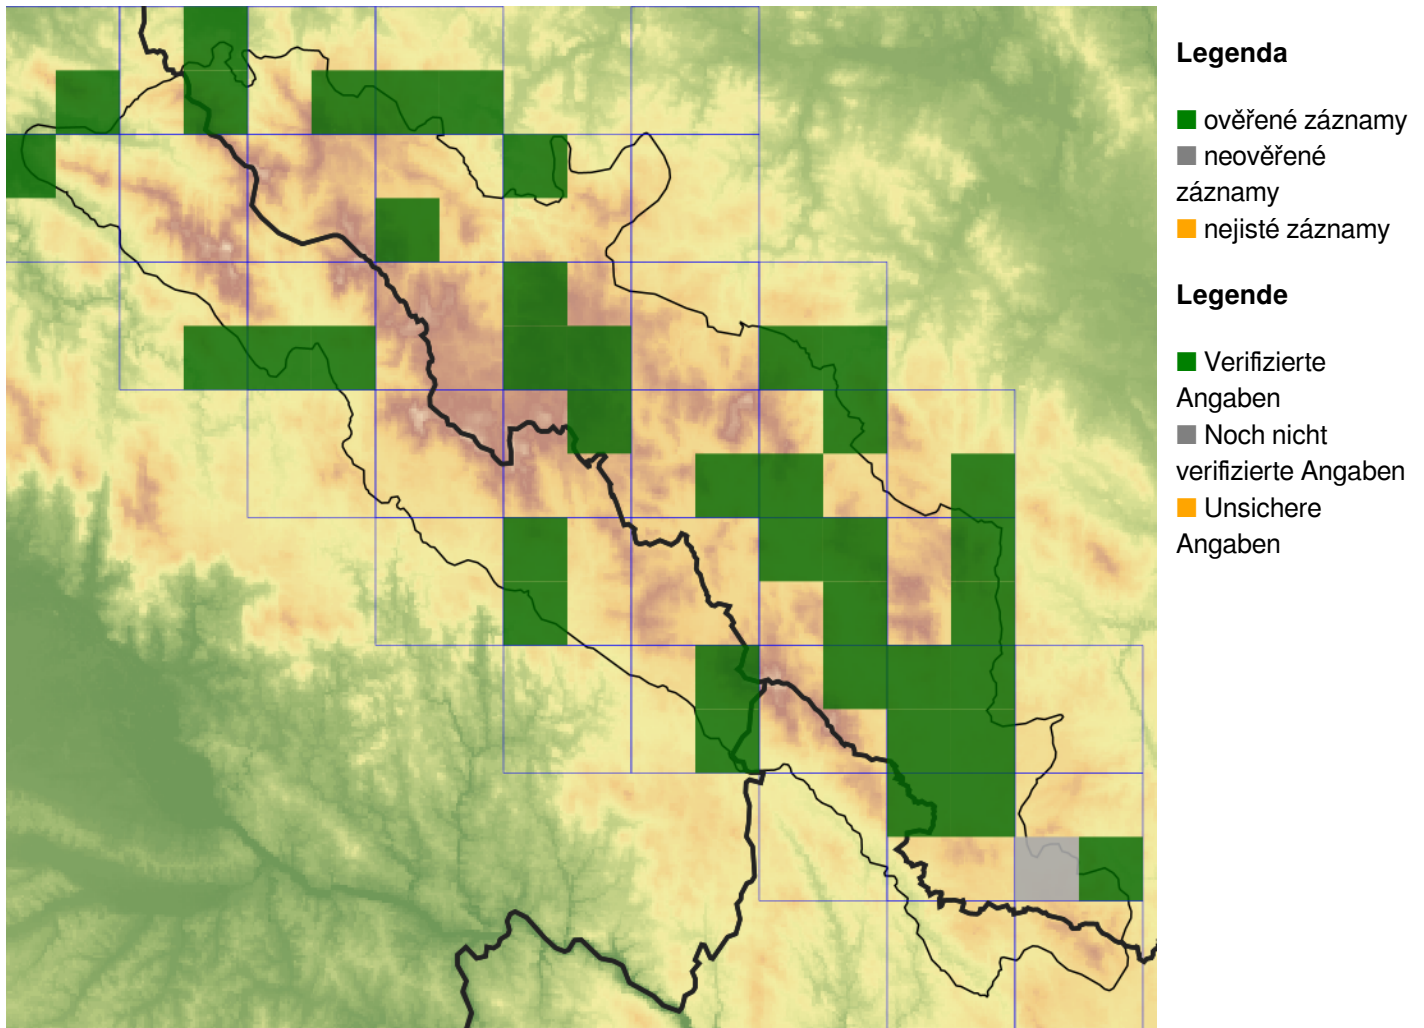 Legenda
ověřené záznamy
neověřené
záznamy
nejisté záznamy
Legende
Verifizierte
Angaben
Noch nicht
verifizierte Angaben
Unsichere
Angaben